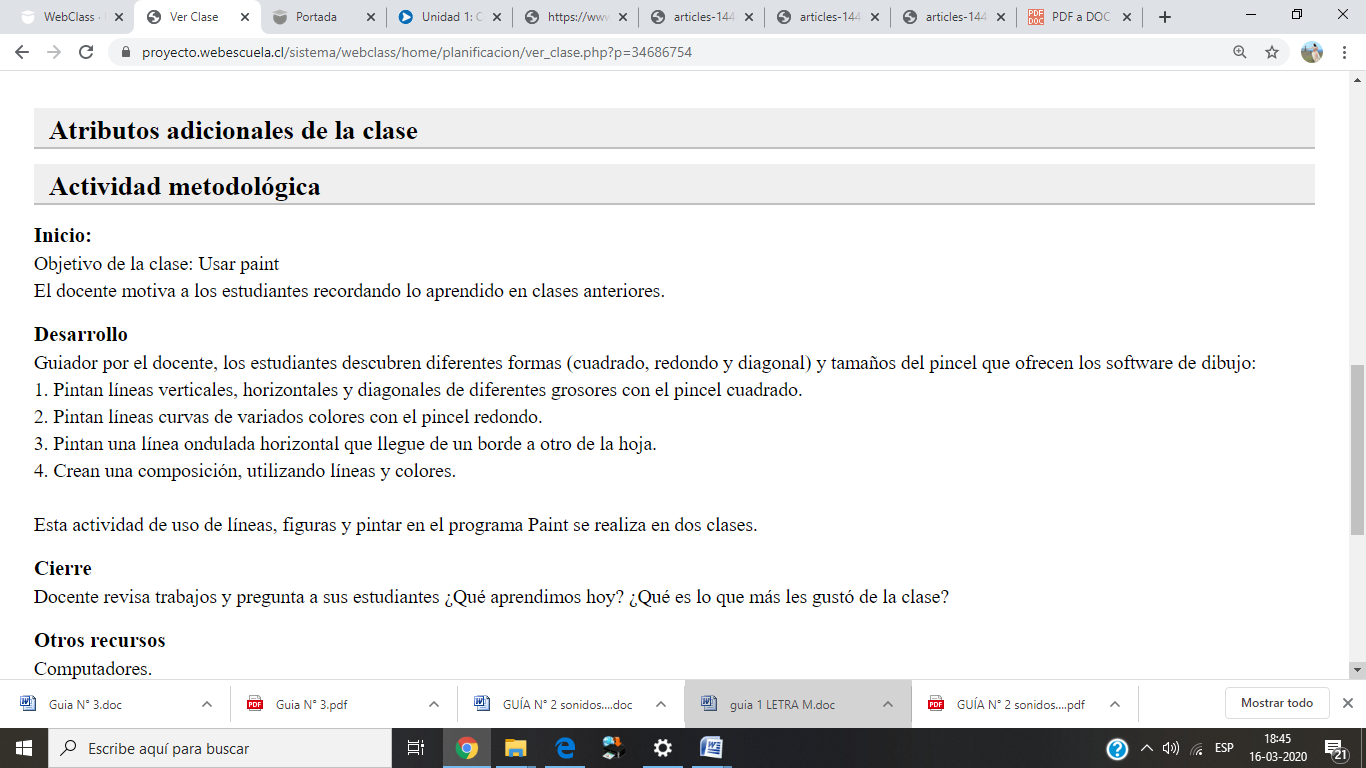 WebClass -
Ver Clase
Portada
Unidad 1: C
https://www
articles-144
articles-144
articles-144
PDF a DOC
proyecto.webescuela.cl/sistema/webclass/home/planificacion/ver_clase.php?p=34686754
Atributos adicionales de la clase
Actividad metodológica
Inicio:
Objetivo de la clase: Usar paint
El docente motiva a los estudiantes recordando lo aprendido en clases anteriores.
Desarrollo
Guiador por el docente, los estudiantes descubren diferentes formas (cuadrado, redondo y diagonal) y tamaños del pincel que ofrecen los software de dibujo:
1. Pintan líneas verticales, horizontales y diagonales de diferentes grosores con el pincel cuadrado.
2. Pintan líneas curvas de variados colores con el pincel redondo.
3. Pintan una línea ondulada horizontal que llegue de un borde a otro de la hoja.
4. Crean una composición, utilizando líneas y colores.
Esta actividad de uso de líneas, figuras y pintar en el programa Paint se realiza en dos clases.
Cierre
Docente revisa trabajos y pregunta a sus estudiantes ¿Qué aprendimos hoy? ¿Qué es lo que más les gustó de la clase?
Otros recursos
Computadores.
Guia N° 3.doc
PDF Guia N° 3.pdf
GUÍA N° 2 sonidos....doc
guia 1 LETRA M.doc
PDF GUÍA N° 2 sonidos....pdf
Mostrar todo
Escribe aquí para buscar
ESP
18:45
16-03-2020
21